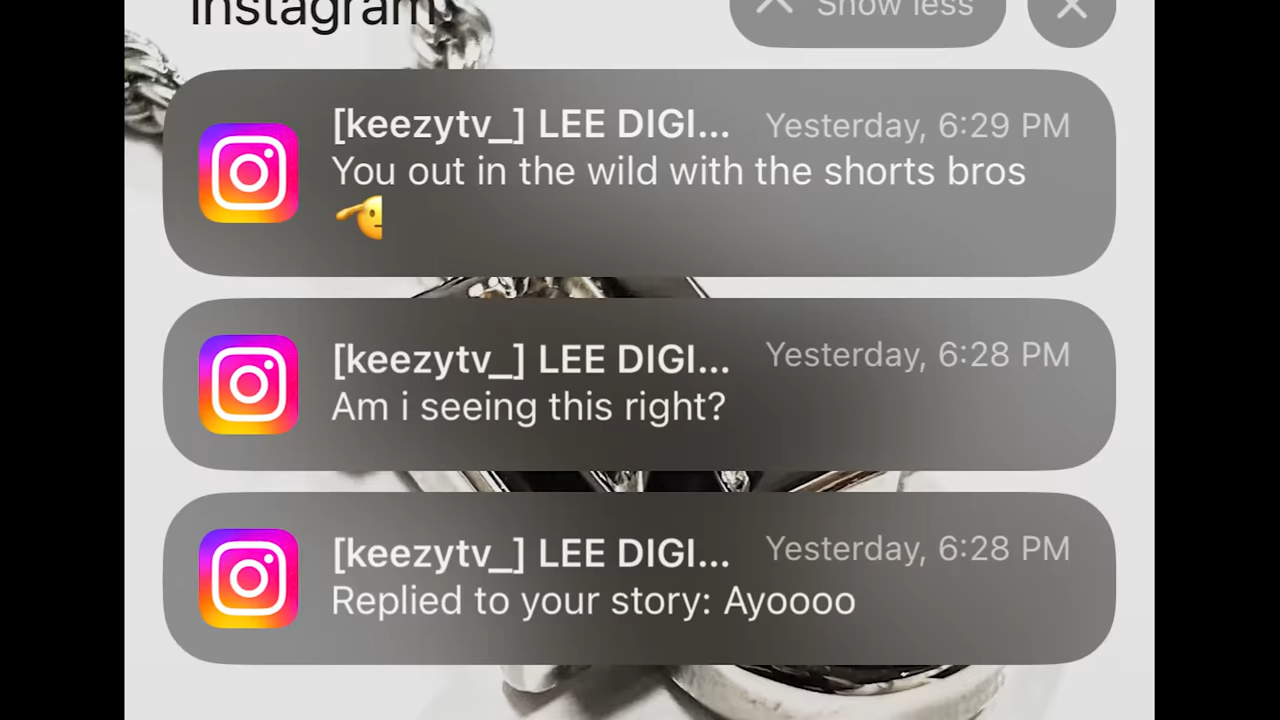 Instagram
Show less
[keezytv_] LEE DIGI...
Yesterday, 6:29 PM
You out in the wild with the shorts bros
[keezytv_] LEE DIGI...
Yesterday, 6:28 PM
Am i seeing this right?
[keezytv_] LEE DIGI...
Yesterday, 6:28 PM
Replied to your story: Ayoooo